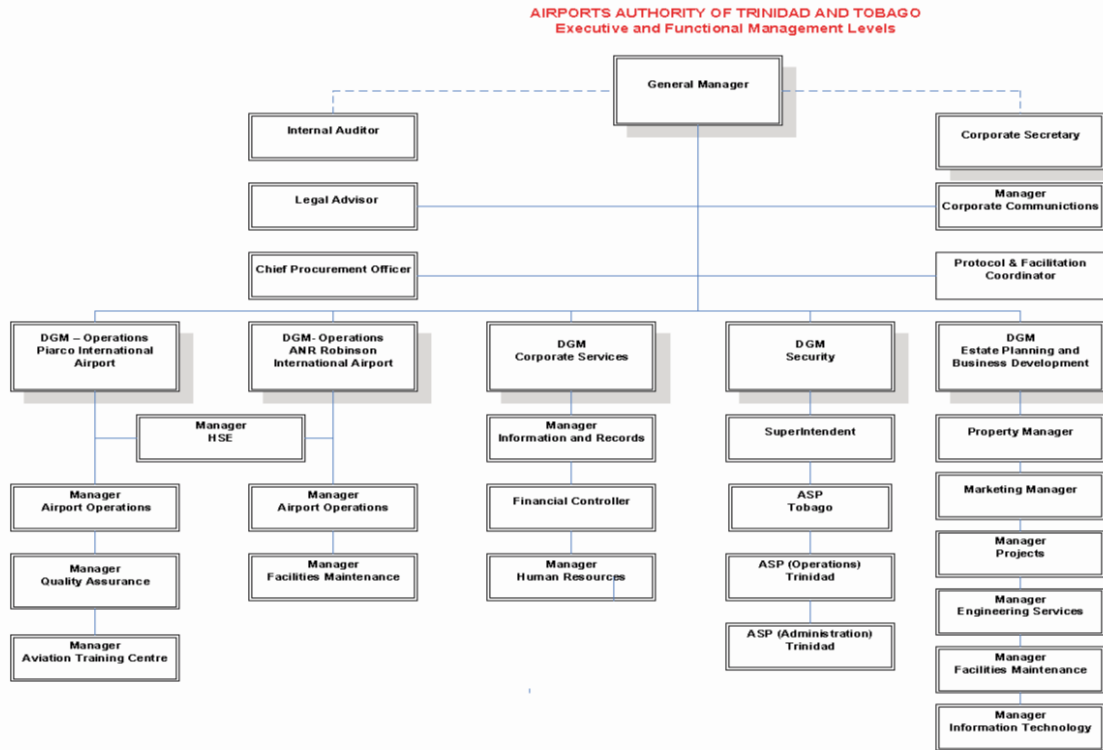 AIRPORTS AUTHORITY OF TRINIDAD AND TOBAGO
Executive and Functional Management Levels
General Manager
Internal Auditor
Corporate Secretary
Legal Advisor
Manager
Corporate Communictions
Chief Procurement Officer
Protocol & Facilitation
Coordinator
DGM – Operations
Piarco International
Airport
DGM- Operations
ANR Robinson
International Airport
DGM
Corporate Services
DGM
Security
DGM
Estate Planning and
Business Development
Manager
HSE
Manager
Information and Records
SuperIntendent
Property Manager
Manager
Airport Operations
Manager
Airport Operations
Financial Controller
ASP
Tobago
Marketing Manager
Manager
Quality Assurance
Manager
Facilities Maintenance
Manager
Human Resources
ASP (Operations)
Trinidad
Manager
Projects
Manager
Engineering Services
Manager
Aviation Training Centre
ASP (Administration)
Trinidad
Manager
Facilities Maintenance
Manager
Information Technology